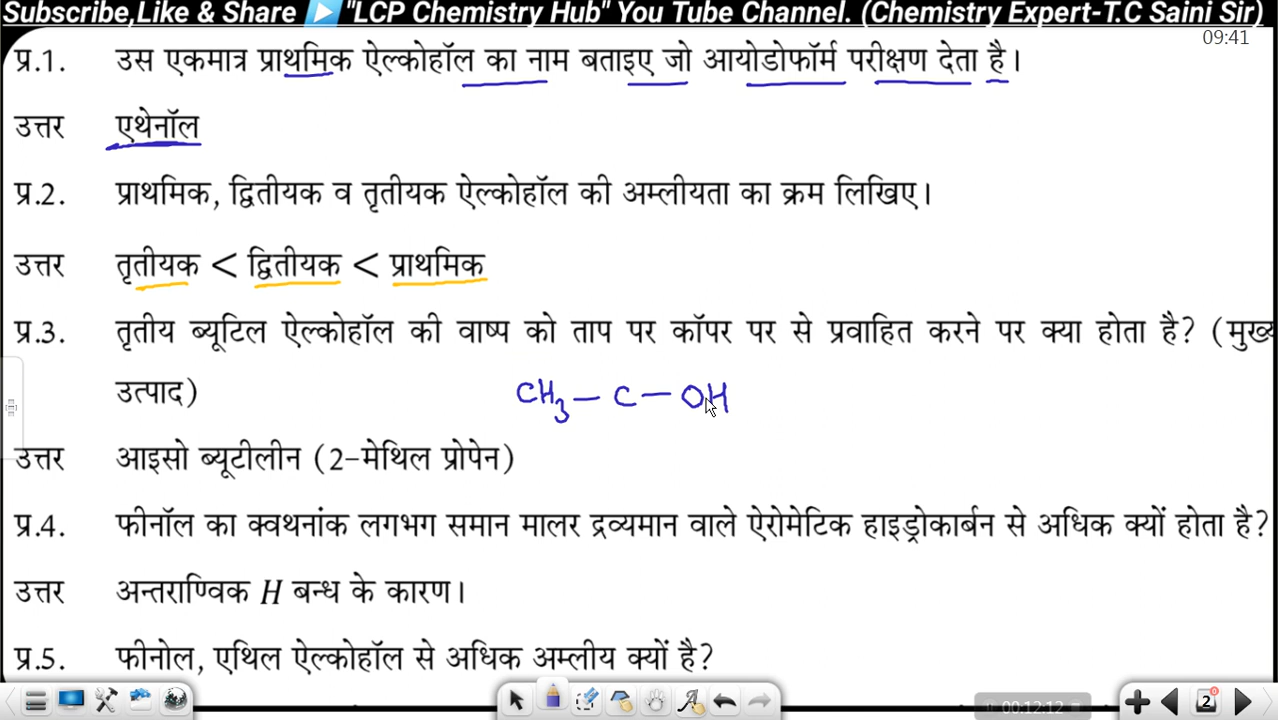 Subscribe,Like & Share ▶ "LCP Chemistry Hub" You Tube Channel. (Chemistry Expert-T.C Saini Sir)
09:41
प्र.1. उस एकमात्र प्राथमिक ऐल्कोहॉल का नाम बताइए जो आयोडोफॉर्म परीक्षण देता है।
उत्तर एथेनॉल
प्र.2. प्राथमिक, द्वितीयक व तृतीयक ऐल्कोहॉल की अम्लीयता का क्रम लिखिए।
उत्तर तृतीयक < द्वितीयक < प्राथमिक
प्र.3. तृतीय ब्यूटिल ऐल्कोहॉल की वाष्प को ताप पर कॉपर पर से प्रवाहित करने पर क्या होता है? (मुख्य
उत्पाद)
CH3 — C — OH
उत्तर आइसो ब्यूटीलीन (2-मेथिल प्रोपेन)
प्र.4. फीनॉल का क्वथनांक लगभग समान मालर द्रव्यमान वाले ऐरोमेटिक हाइड्रोकार्बन से अधिक क्यों होता है?
उत्तर अन्तराण्विक H बन्ध के कारण।
प्र.5. फीनोल, एथिल ऐल्कोहॉल से अधिक अम्लीय क्यों है?
00:12:12
2